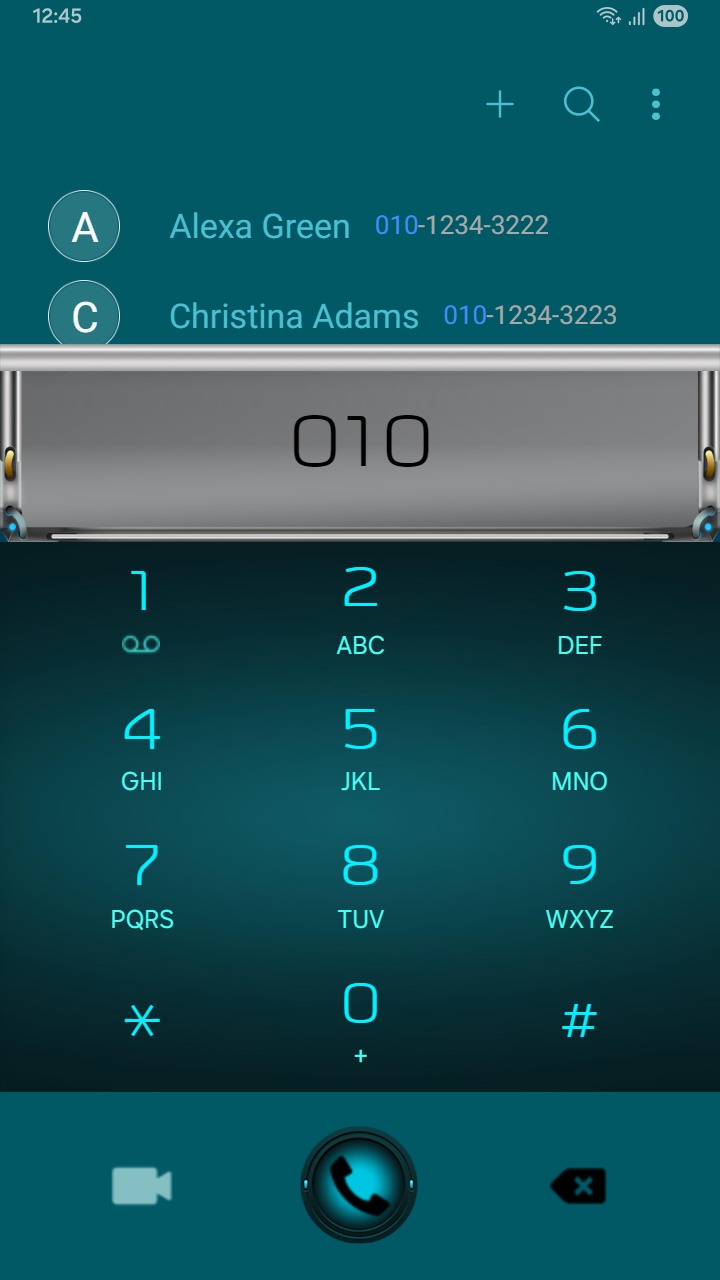 12:45 100
A Alexa Green 010-1234-3222
C Christina Adams 010-1234-3223
010
1 2 3
ABC DEF
4 5 6
GHI JKL MNO
7 8 9
PQRS TUV WXYZ
* 0 #
+